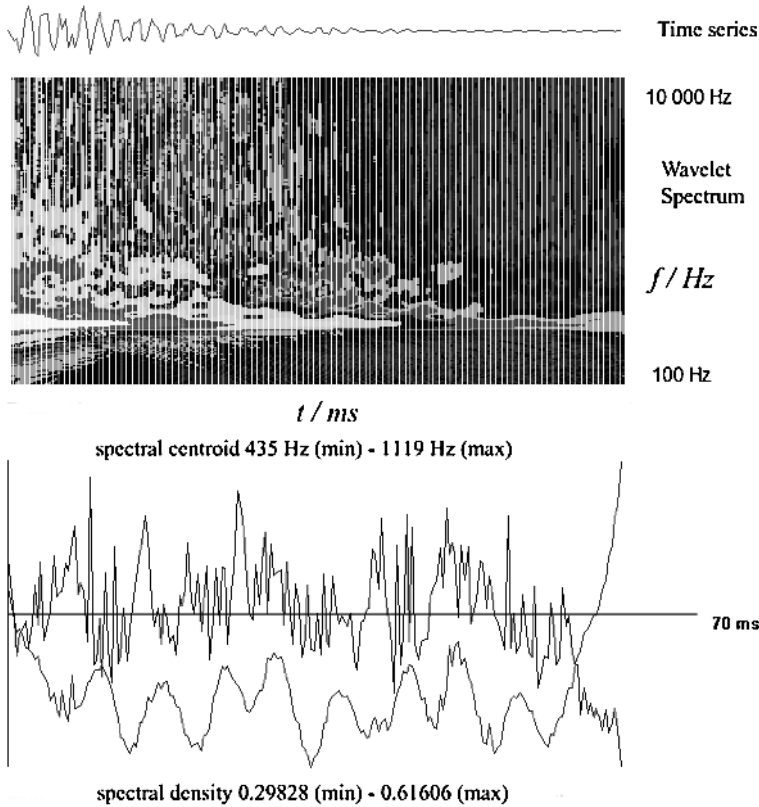 Time series
10 000 Hz
Wavelet
Spectrum
f / Hz
100 Hz
t / ms
spectral centroid 435 Hz (min) - 1119 Hz (max)
70 ms
spectral density 0.29828 (min) - 0.61606 (max)